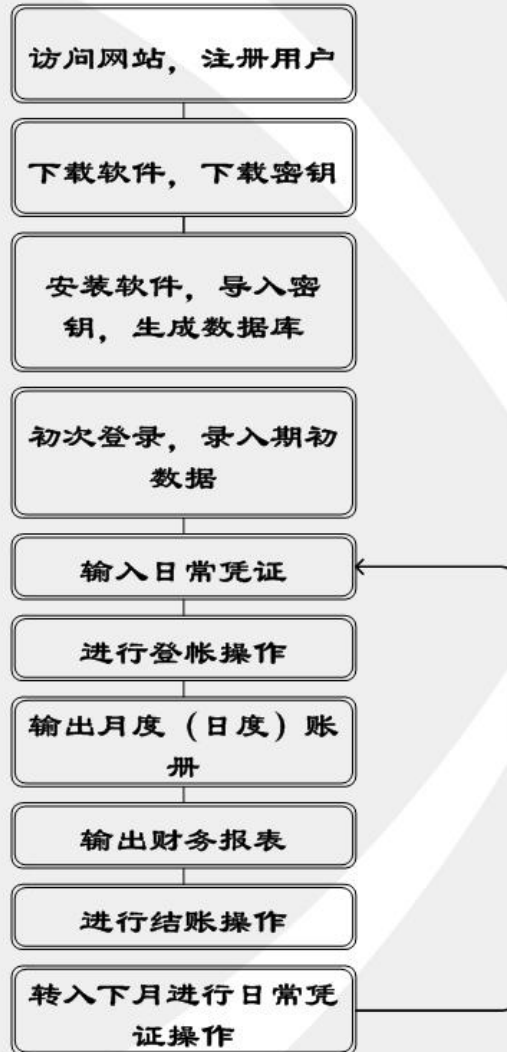 访问网站，注册用户
下载软件，下载密钥
安装软件，导入密
钥，生成数据库
初次登录，录入期初
数据
输入日常凭证
进行登帐操作
输出月度（日度）账
册
输出财务报表
进行结账操作
转入下月进行日常凭
证操作